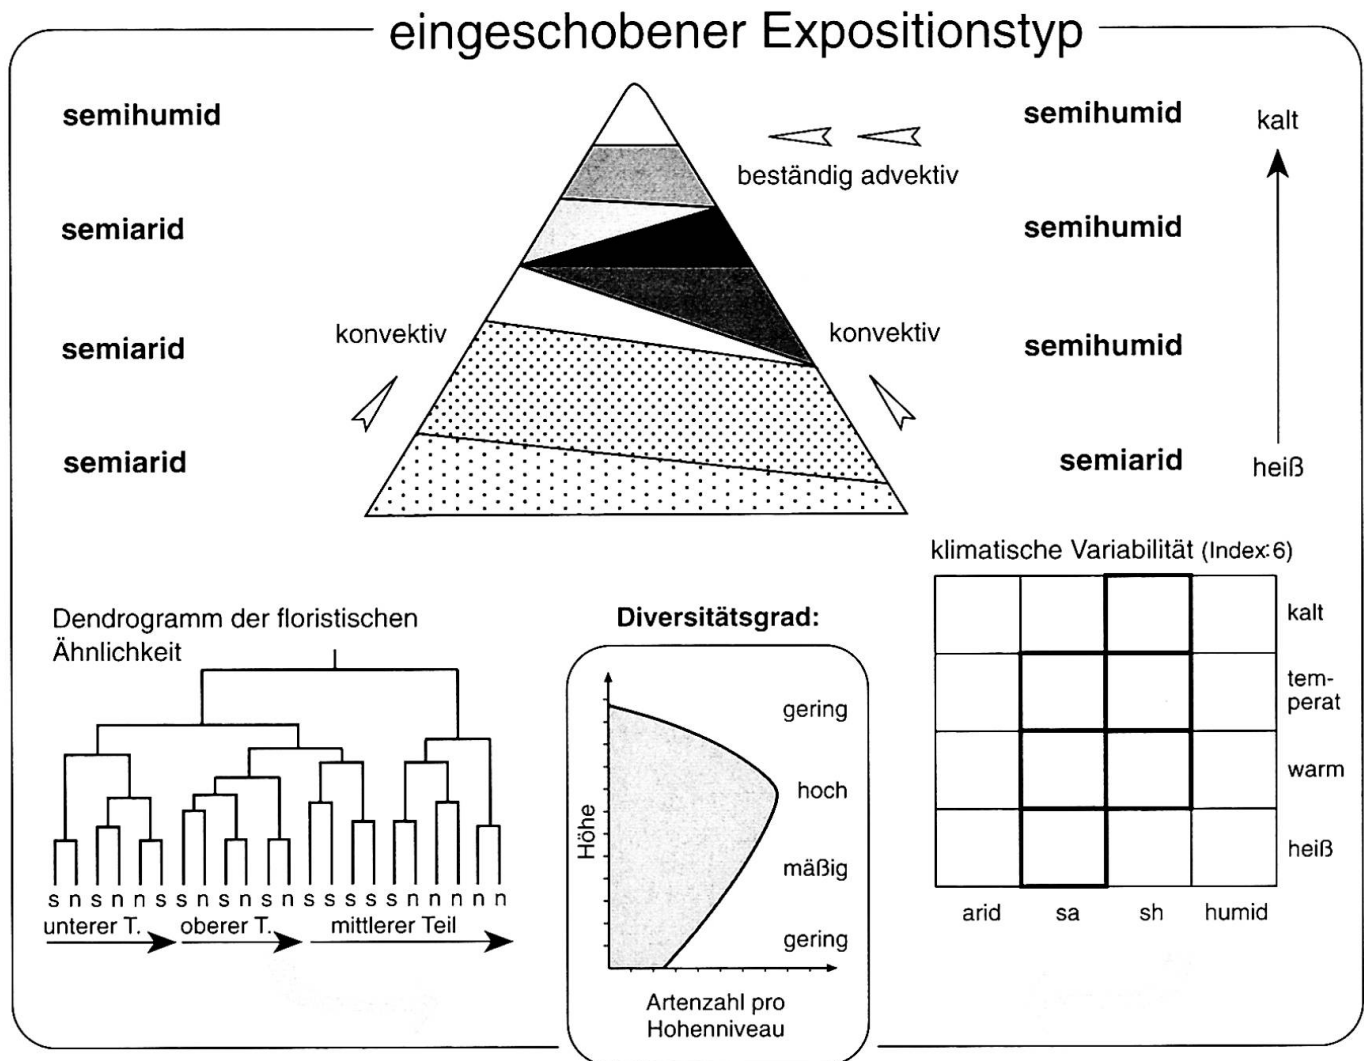 eingeschobener Expositionstyp
semihumid
semihumid
kalt
beständig advektiv
semiarid
semihumid
konvektiv
konvektiv
semiarid
semihumid
semiarid
semiarid
heiß
klimatische Variabilität (Index:6)
kalt
tem-
perat
warm
heiß
arid sa sh humid
Dendrogramm der floristischen
Ähnlichkeit
s n s n n s s n s n s n s s s s n n n n n n
unterer T. oberer T. mittlerer Teil
Diversitätsgrad:
gering
hoch
mäßig
gering
Höhe
Artenzahl pro
Hohenniveau